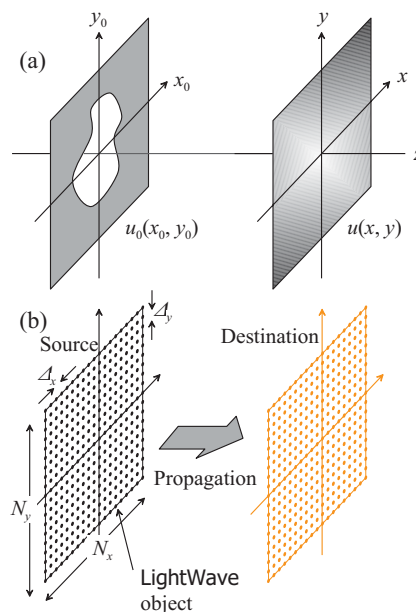 (a)
y₀
x₀
u₀(x₀, y₀)
y
x
z
u(x, y)
(b)
Source
Δy
Δx
Ny
Nx
LightWave
object
Propagation
Destination